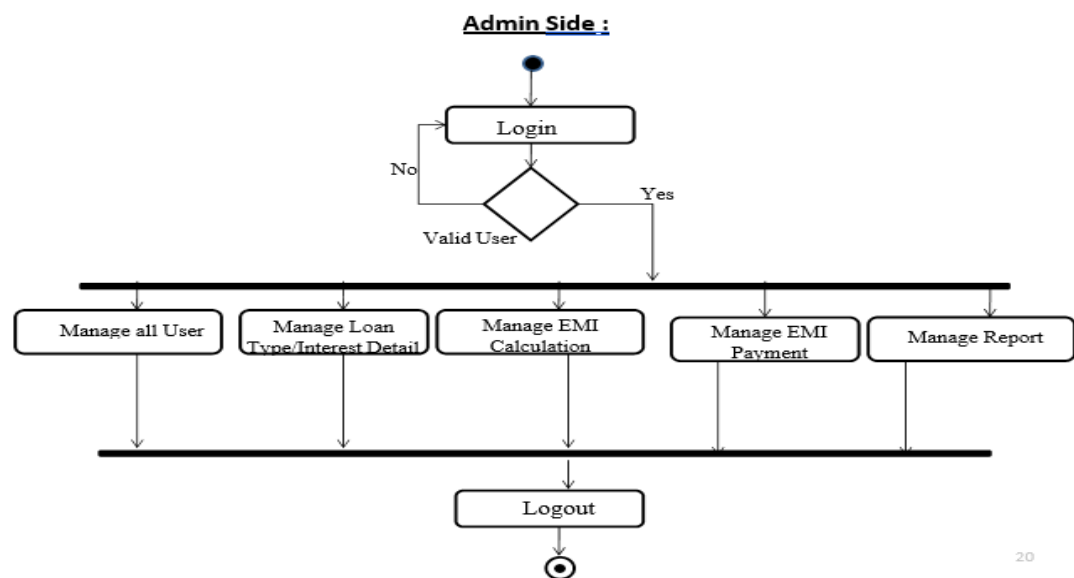 Admin Side :
Login
No
Yes
Valid User
Manage all User
Manage Loan
Type/Interest Detail
Manage EMI
Calculation
Manage EMI
Payment
Manage Report
Logout
20